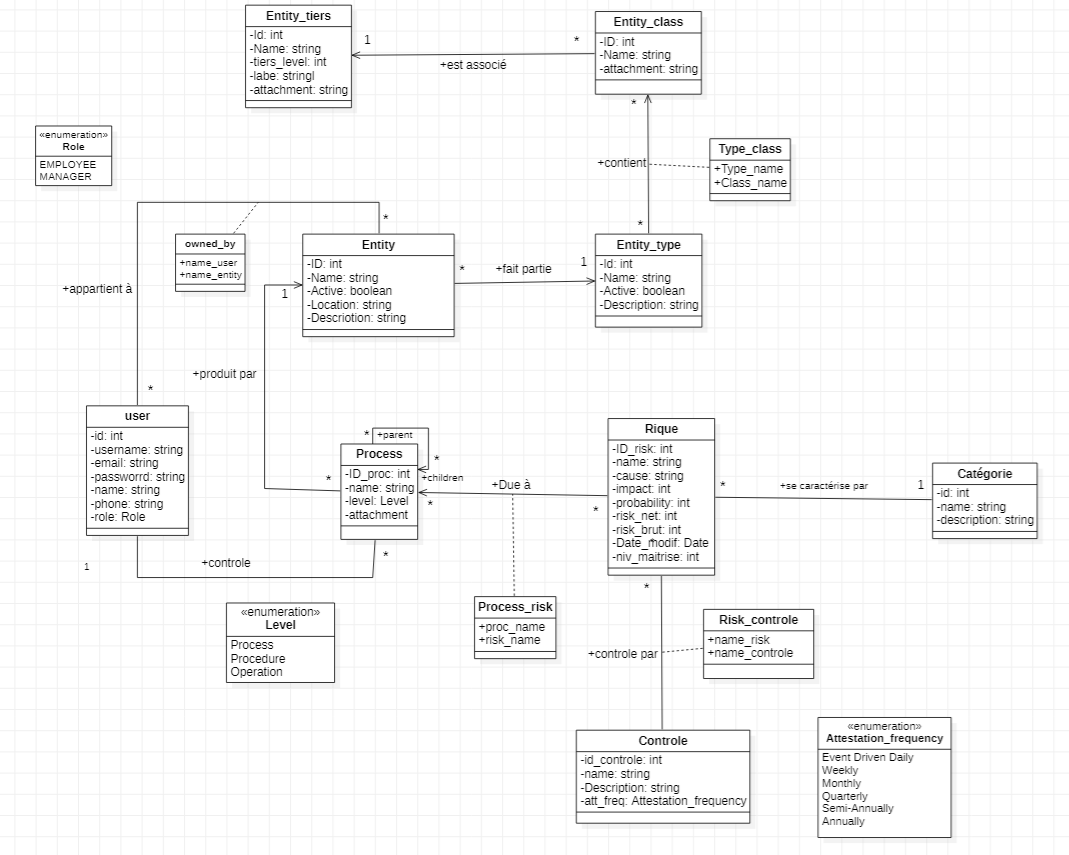 Entity_tiers
-Id: int
-Name: string
-tiers_level: int
-labe: stringl
-attachment: string
1
*
+est associé
Entity_class
-ID: int
-Name: string
-attachment: string
*
«enumeration»
Role
EMPLOYEE
MANAGER
+contient
Type_class
+Type_name
+Class_name
*
*
owned_by
+name_user
+name_entity
+appartient à
*
Entity
-ID: int
-Name: string
-Active: boolean
-Location: string
-Descriotion: string
1
*
+fait partie
1
Entity_type
-Id: int
-Name: string
-Active: boolean
-Description: string
+produit par
*
user
-id: int
-username: string
-email: string
-passworrd: string
-name: string
-phone: string
-role: Role
1
+controle
*
*
+parent
*
+children
*
Process
-ID_proc: int
-name: string
-level: Level
-attachment
+Due à
*
Rique
-ID_risk: int
-name: string
-cause: string
-impact: int
-probability: int
-risk_net: int
-risk_brut: int
-Date_modif: Date
-niv_maitrise: int
*
+se caractérise par
1
Catégorie
-id: int
-name: string
-description: string
*
«enumeration»
Level
Process
Procedure
Operation
Process_risk
+proc_name
+risk_name
+controle par
Risk_controle
+name_risk
+name_controle
Controle
-id_controle: int
-name: string
-Description: string
-att_freq: Attestation_frequency
«enumeration»
Attestation_frequency
Event Driven Daily
Weekly
Monthly
Quarterly
Semi-Annually
Annually